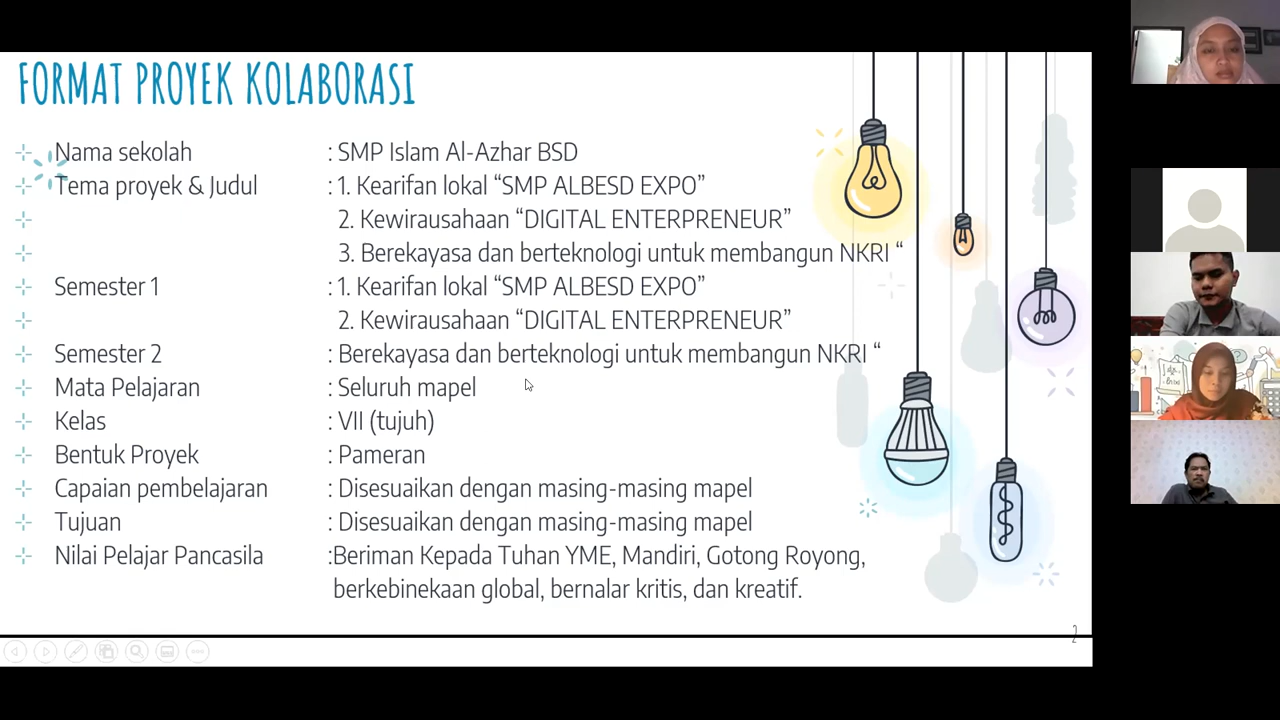 FORMAT PROYEK KOLABORASI
Nama sekolah : SMP Islam Al-Azhar BSD
Tema proyek & Judul : 1. Kearifan lokal “SMP ALBESD EXPO”
2. Kewirausahaan “DIGITAL ENTERPRENEUR”
3. Berekayasa dan berteknologi untuk membangun NKRI “
Semester 1 : 1. Kearifan lokal “SMP ALBESD EXPO”
2. Kewirausahaan “DIGITAL ENTERPRENEUR”
Semester 2 : Berekayasa dan berteknologi untuk membangun NKRI “
Mata Pelajaran : Seluruh mapel
Kelas : VII (tujuh)
Bentuk Proyek : Pameran
Capaian pembelajaran : Disesuaikan dengan masing-masing mapel
Tujuan : Disesuaikan dengan masing-masing mapel
Nilai Pelajar Pancasila :Beriman Kepada Tuhan YME, Mandiri, Gotong Royong,
berkebinekaan global, bernalar kritis, dan kreatif.
2